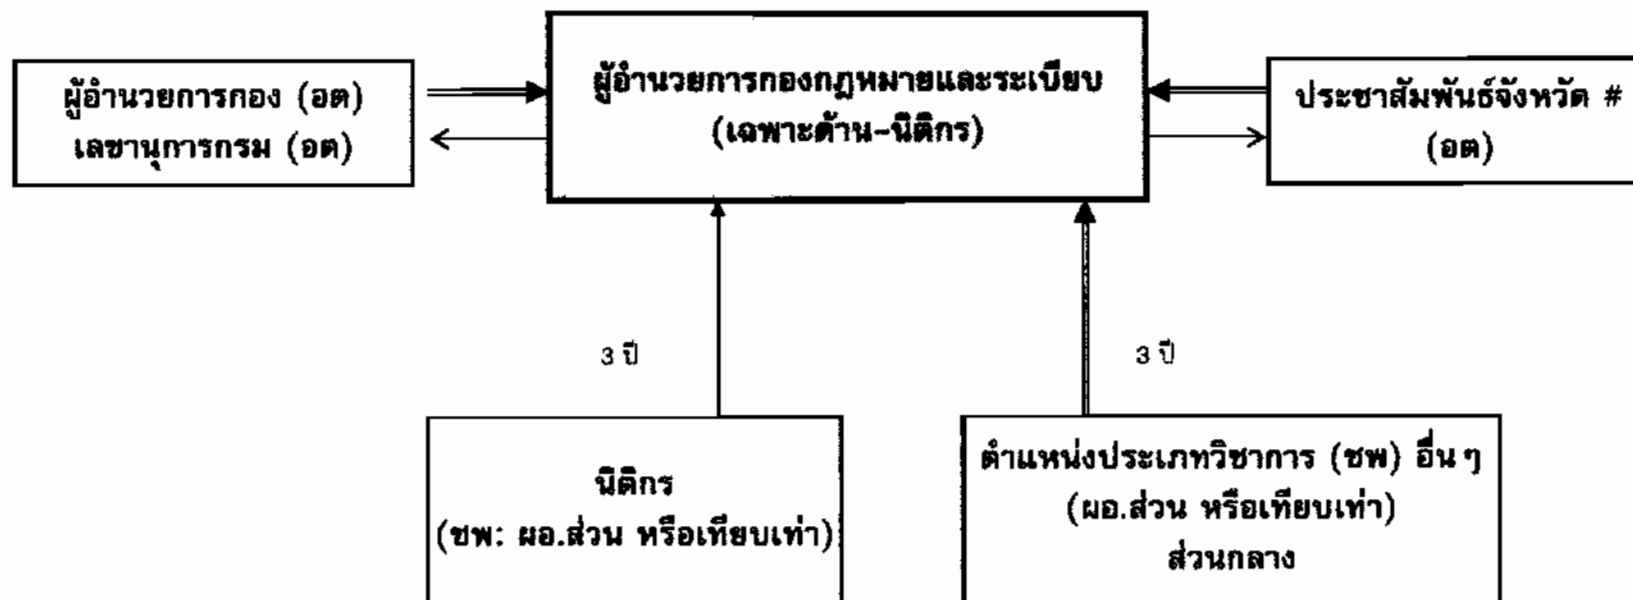 ผู้อำนวยการกอง (อต)
เลขานุการกรม (อต)
ผู้อำนวยการกองกฎหมายและระเบียบ
(เฉพาะด้าน-นิติกร)
ประชาสัมพันธ์จังหวัด #
(อต)
3 ปี
3 ปี
นิติกร
(ชพ: ผอ.ส่วน หรือเทียบเท่า)
ตำแหน่งประเภทวิชาการ (ชพ) อื่นๆ
(ผอ.ส่วน หรือเทียบเท่า)
ส่วนกลาง